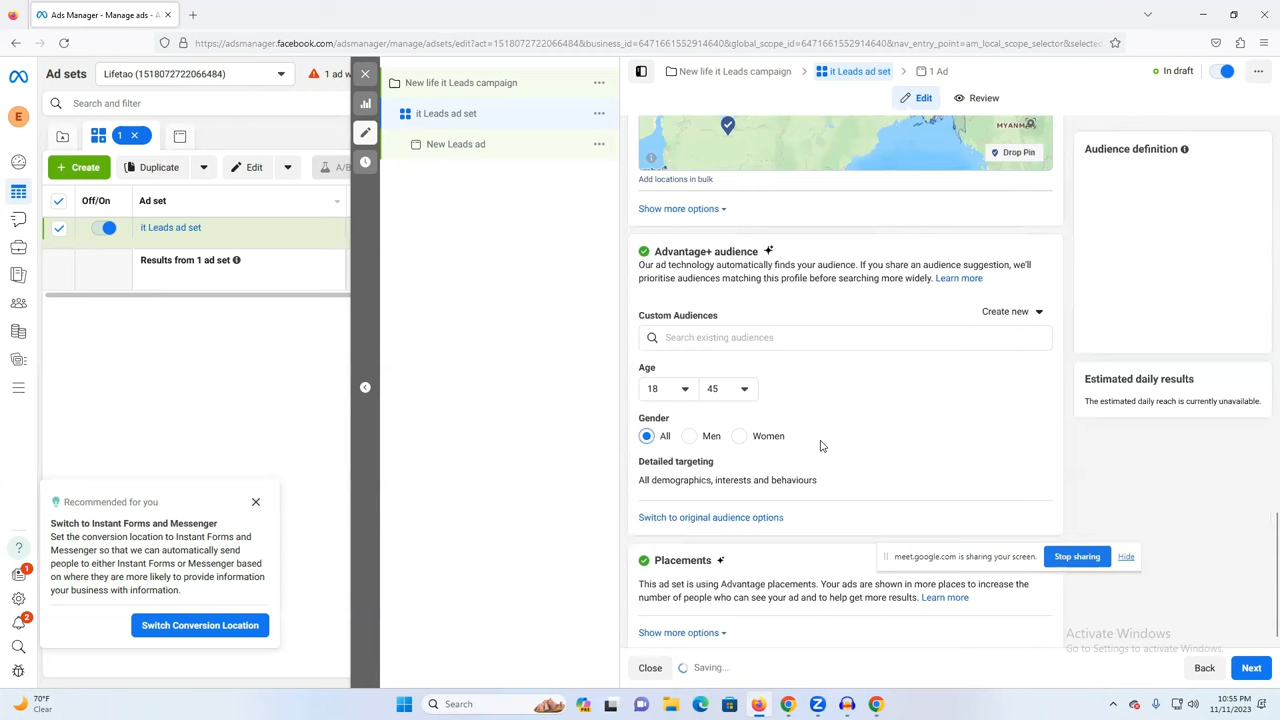 Ads Manager - Manage ads - A
https://adsmanager.facebook.com/adsmanager/manage/adsets/edit?act=1518072722066484&business_id=6471661552914640&global_scope_id=6471661552914640&nav_entry_point=am_local_scope_selector&selected
Ad sets
Lifetao (1518072722066484)
1 ad w
New life it Leads campaign
it Leads ad set
1 Ad
In draft
Edit
Review
Search and filter
New life it Leads campaign
it Leads ad set
New Leads ad
E
1
Create
Duplicate
Edit
A/B
Off/On
Ad set
it Leads ad set
Results from 1 ad set
MYANMAR
Drop Pin
Add locations in bulk
Show more options
Advantage+ audience
Our ad technology automatically finds your audience. If you share an audience suggestion, we'll
prioritise audiences matching this profile before searching more widely. Learn more
Custom Audiences
Create new
Search existing audiences
Age
18
45
Gender
All
Men
Women
Detailed targeting
All demographics, interests and behaviours
Switch to original audience options
Placements
This ad set is using Advantage+ placements. Your ads are shown in more places to increase the
number of people who can see your ad and to help get more results. Learn more
Show more options
Audience definition
Estimated daily results
The estimated daily reach is currently unavailable.
Recommended for you
Switch to Instant Forms and Messenger
Set the conversion location to Instant Forms and
Messenger so that we can automatically send
people to either Instant Forms or Messenger based
on where they are more likely to provide information
your business with information.
Switch Conversion Location
1
2
meet.google.com is sharing your screen.
Stop sharing
Hide
Activate Windows
Go to Settings to activate Windows.
Close
Saving...
Back
Next
70°F
Clear
Search
10:55 PM
11/11/2023